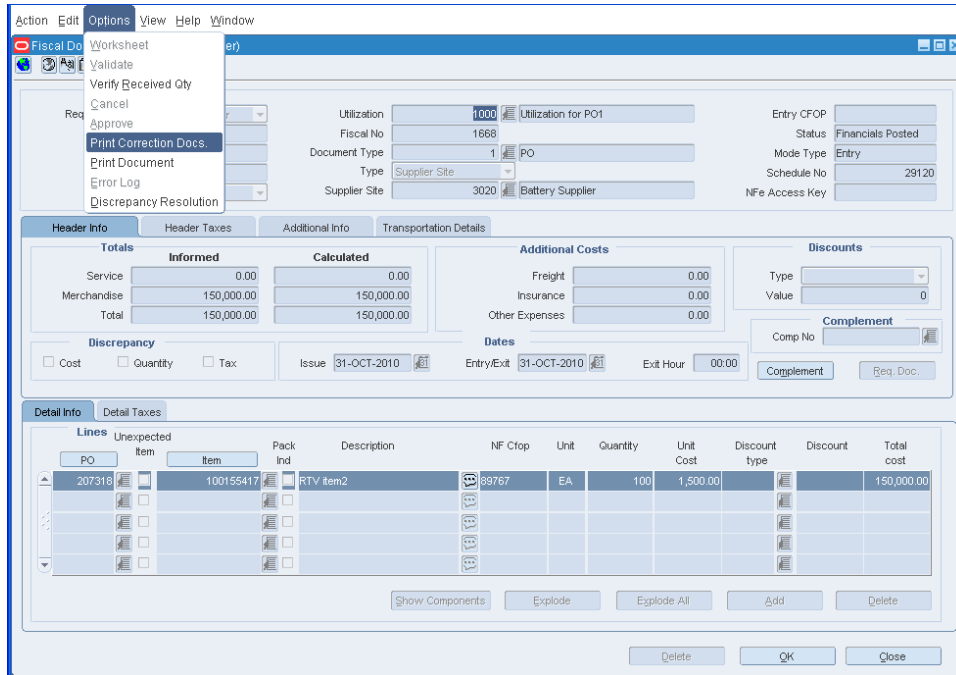 Action Edit Options View Help Window
Fiscal Do er)
Worksheet
Validate
Verify Received Qty
Cancel
Approve
Print Correction Docs.
Print Document
Error Log
Discrepancy Resolution
Req r Utilization 1000 Utilization for PO1 Entry CFOP
Fiscal No 1668 Status Financials Posted
Document Type 1 PO Mode Type Entry
Type Supplier Site Schedule No 29120
Supplier Site 3020 Battery Supplier NFe Access Key
Header Info Header Taxes Additional Info Transportation Details
Totals Additional Costs Discounts
Informed Calculated
Service 0.00 0.00 Freight 0.00 Type
Merchandise 150,000.00 150,000.00 Insurance 0.00 Value 0
Total 150,000.00 150,000.00 Other Expenses 0.00
Complement
Discrepancy Dates Comp No
Cost Quantity Tax Issue 31-OCT-2010 Entry/Exit 31-OCT-2010 Exit Hour 00:00
Complement Req. Doc.
Detail Info Detail Taxes
Lines Unexpected Item Pack Ind Description NF Cfop Unit Quantity Unit Cost Discount type Discount Total cost
PO Item
207318 100155417 RTV item2 89767 EA 100 1,500.00 150,000.00
Show Components Explode Explode All Add Delete
Delete OK Close